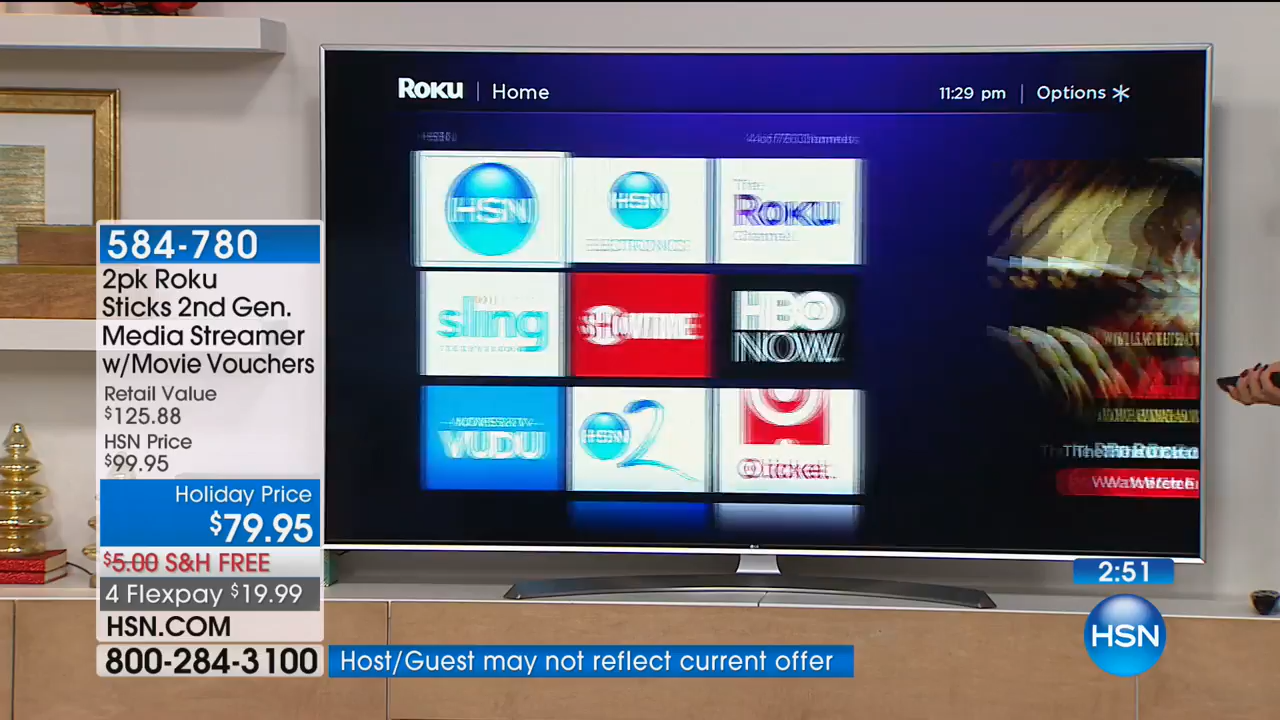 Roku | Home
11:29 pm | Options
HSN
HSN
The
Roku
Channel
sling
SHOWTIME
HBO
NOW
VUDU
HSN2
584-780
2pk Roku
Sticks 2nd Gen.
Media Streamer
w/Movie Vouchers
Retail Value
$125.88
HSN Price
$99.95
Holiday Price
$79.95
$5.00 S&H FREE
4 Flexpay $19.99
HSN.COM
800-284-3100
Host/Guest may not reflect current offer
2:51
HSN